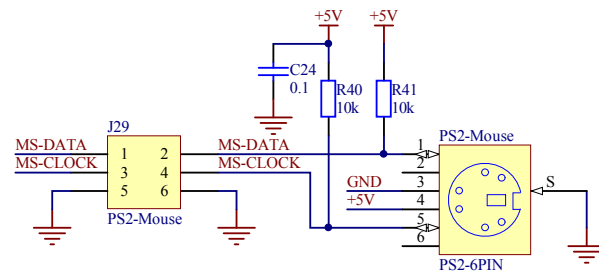 +5V
+5V
C24
0.1
R40
10k
R41
10k
J29
PS2-Mouse
MS-DATA
1
2
MS-DATA
1
MS-CLOCK
3
4
MS-CLOCK
2
5
6
GND
3
S
+5V
4
PS2-Mouse
5
6
PS2-6PIN